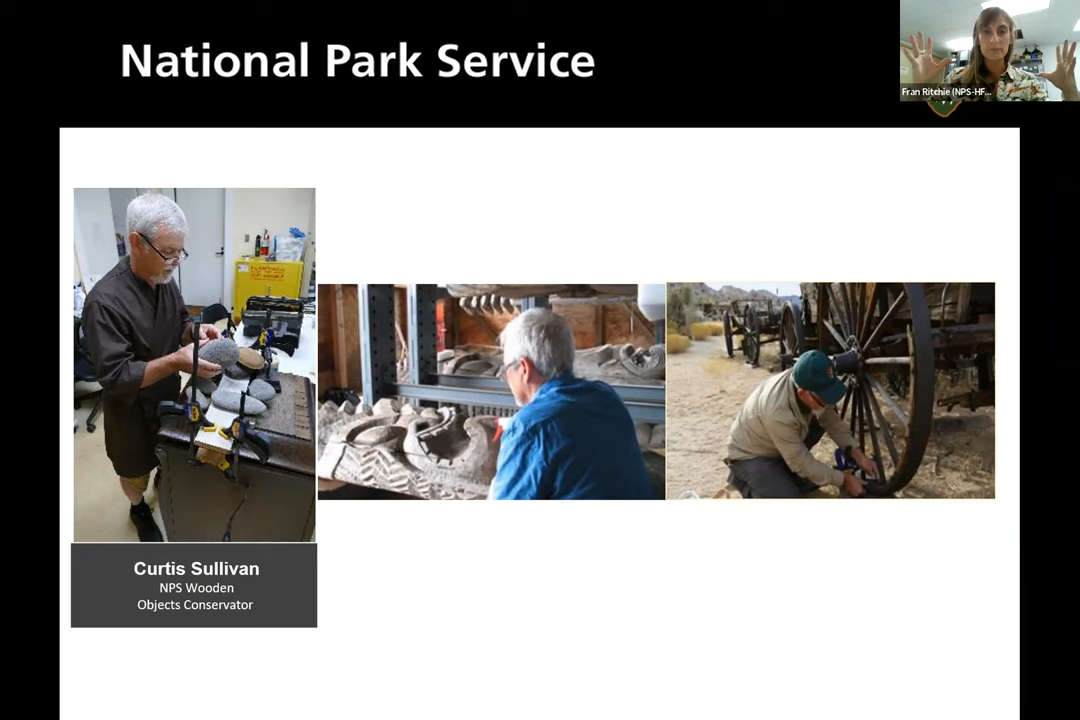 National Park Service
Fran Ritchie (NPS-HF...
Curtis Sullivan
NPS Wooden
Objects Conservator